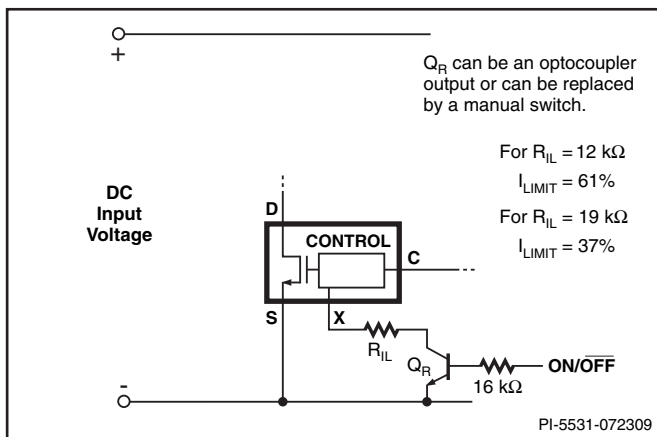 +
Q_R can be an optocoupler
output or can be replaced
by a manual switch.
For R_IL = 12 kΩ
I_LIMIT = 61%
For R_IL = 19 kΩ
I_LIMIT = 37%
DC
Input
Voltage
D
CONTROL
C
S
X
R_IL
Q_R
16 kΩ
ON/O̅F̅F̅
-
PI-5531-072309